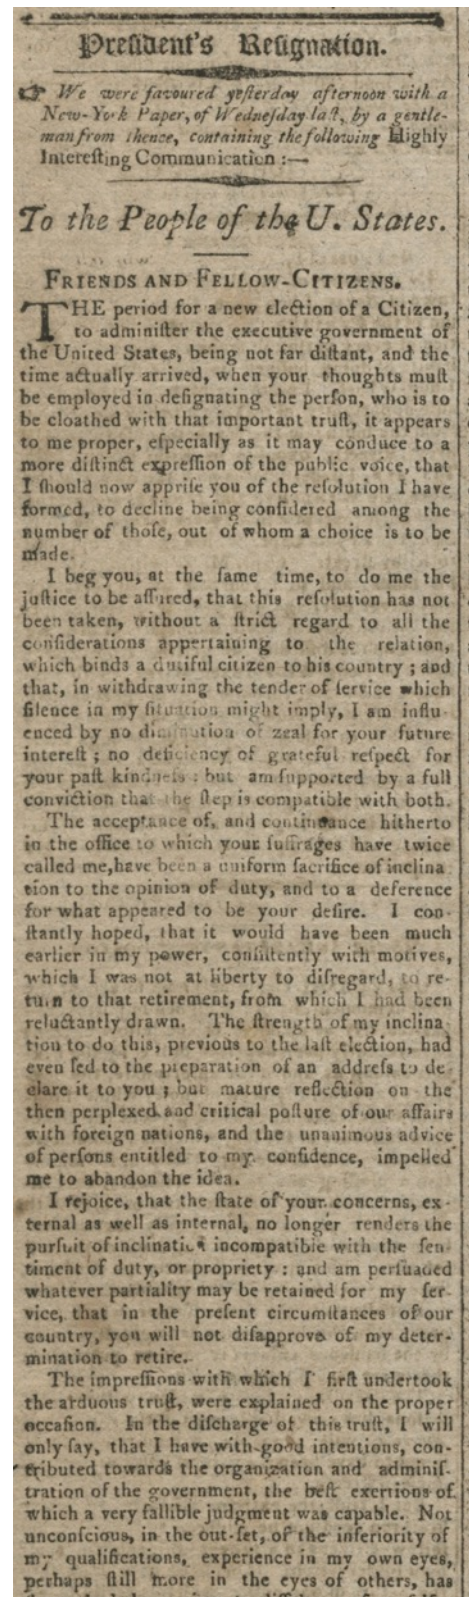 President's Resignation.
☞ We were favoured yeſterday afternoon with a
New-York Paper, of Wedneſday laſt, by a gentle-
man from thence, containing the following Highly
Intereſting Communication :—
To the People of the U. States.
FRIENDS AND FELLOW-CITIZENS.
THE period for a new election of a Citizen,
to adminiſter the executive government of
the United States, being not far diſtant, and the
time actually arrived, when your thoughts muſt
be employed in deſignating the perſon, who is to
be cloathed with that important truſt, it appears
to me proper, eſpecially as it may conduce to a
more diſtinct expreſſion of the public voice, that
I ſhould now appriſe you of the reſolution I have
formed, to decline being conſidered among the
number of thoſe, out of whom a choice is to be
made.
I beg you, at the ſame time, to do me the
juſtice to be aſſured, that this reſolution has not
been taken, without a ſtrict regard to all the
conſiderations appertaining to the relation,
which binds a dutiful citizen to his country ; and
that, in withdrawing the tender of ſervice which
ſilence in my ſituation might imply, I am influ-
enced by no diminution of zeal for your future
intereſt ; no deficiency of grateful reſpect for
your paſt kindneſs : but am ſupported by a full
conviction that the ſtep is compatible with both.
The acceptance of, and continuance hitherto
in the office to which your ſuffrages have twice
called me, have been a uniform ſacrifice of inclina
tion to the opinion of duty, and to a deference
for what appeared to be your deſire. I con-
ſtantly hoped, that it would have been much
earlier in my power, conſiſtently with motives,
which I was not at liberty to diſregard, to re-
turn to that retirement, from which I had been
reluctantly drawn. The ſtrength of my inclina-
tion to do this, previous to the laſt election, had
even led to the preparation of an addreſs to de-
clare it to you ; but mature reflection on the
then perplexed and critical poſture of our affairs
with foreign nations, and the unanimous advice
of perſons entitled to my confidence, impelled
me to abandon the idea.
I rejoice, that the ſtate of your concerns, ex-
ternal as well as internal, no longer renders the
purſuit of inclination incompatible with the ſen-
timent of duty, or propriety : and am perſuaded
whatever partiality may be retained for my ſer-
vice, that in the preſent circumſtances of our
country, you will not diſapprove of my deter-
mination to retire.
The impreſſions with which I firſt undertook
the arduous truſt, were explained on the proper
occaſion. In the diſcharge of this truſt, I will
only ſay, that I have with good intentions, con-
tributed towards the organization and adminiſ-
tration of the government, the beſt exertions of
which a very fallible judgment was capable. Not
unconſcious, in the out-ſet, of the inferiority of
my qualifications, experience in my own eyes,
perhaps ſtill more in the eyes of others, has